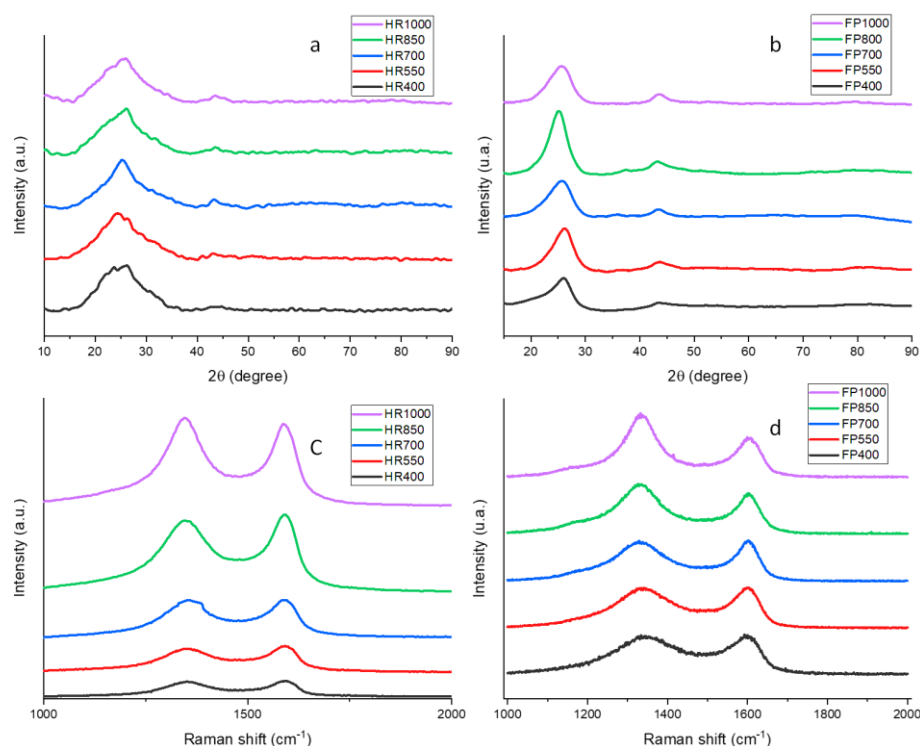 a
HR1000
HR850
HR700
HR550
HR400
Intensity (a.u.)
10 20 30 40 50 60 70 80 90
2θ (degree)
b
FP1000
FP800
FP700
FP550
FP400
Intensity (u.a.)
20 30 40 50 60 70 80 90
2θ (degree)
C
HR1000
HR850
HR700
HR550
HR400
Intensity (a.u.)
1000 1500 2000
Raman shift (cm⁻¹)
d
FP1000
FP850
FP700
FP550
FP400
Intensity (u.a.)
1000 1200 1400 1600 1800 2000
Raman shift (cm⁻¹)